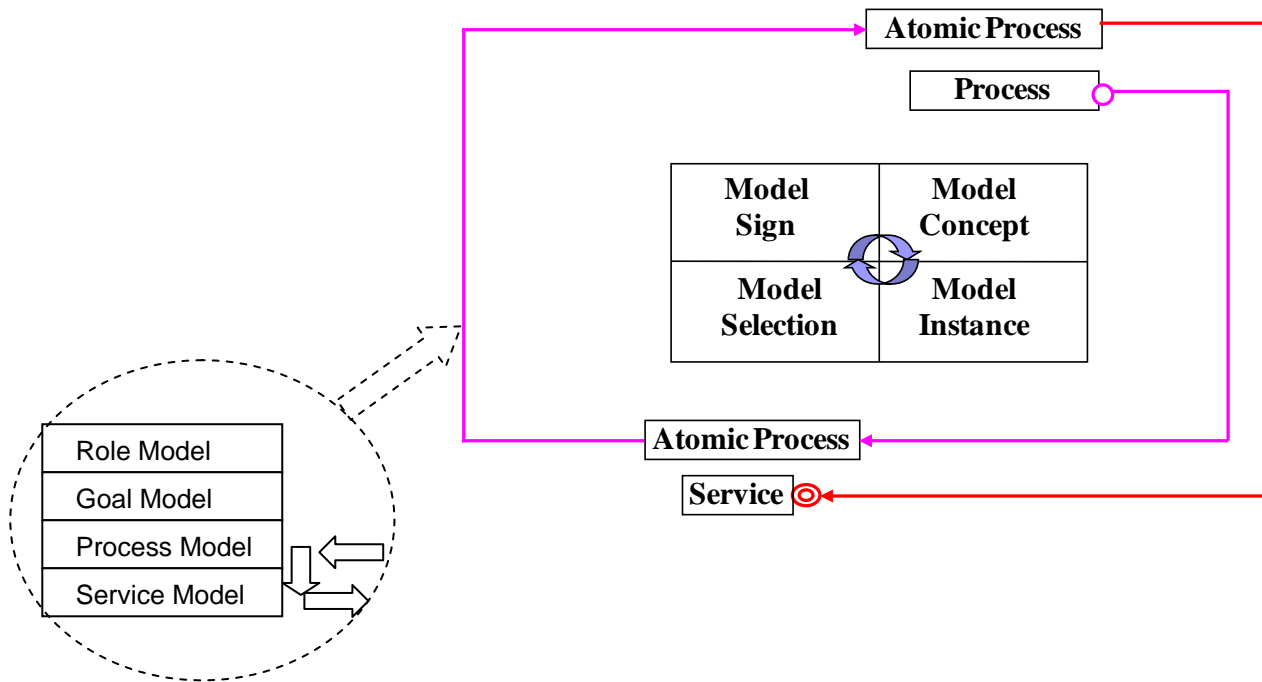 Atomic Process
Process
Model
Sign
Model
Concept
Model
Selection
Model
Instance
Atomic Process
Service
Role Model
Goal Model
Process Model
Service Model